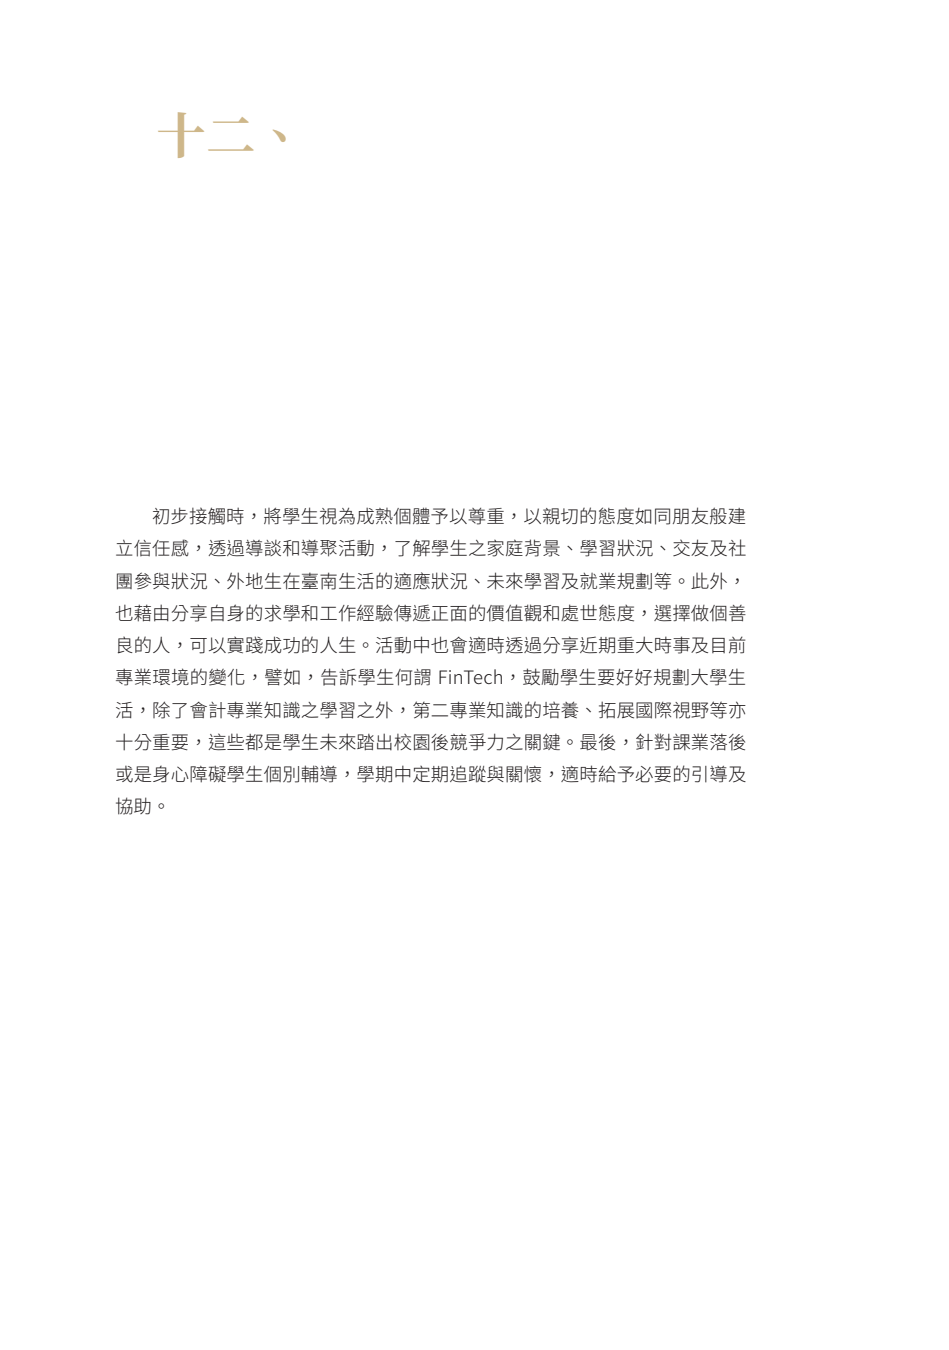 十二、
初步接觸時，將學生視為成熟個體予以尊重，以親切的態度如同朋友般建
立信任感，透過導談和導聚活動，了解學生之家庭背景、學習狀況、交友及社
團參與狀況、外地生在臺南生活的適應狀況、未來學習及就業規劃等。此外，
也藉由分享自身的求學和工作經驗傳遞正面的價值觀和處世態度，選擇做個善
良的人，可以實踐成功的人生。活動中也會適時透過分享近期重大時事及目前
專業環境的變化，譬如，告訴學生何謂 FinTech，鼓勵學生要好好規劃大學生
活，除了會計專業知識之學習之外，第二專業知識的培養、拓展國際視野等亦
十分重要，這些都是學生未來踏出校園後競爭力之關鍵。最後，針對課業落後
或是身心障礙學生個別輔導，學期中定期追蹤與關懷，適時給予必要的引導及
協助。